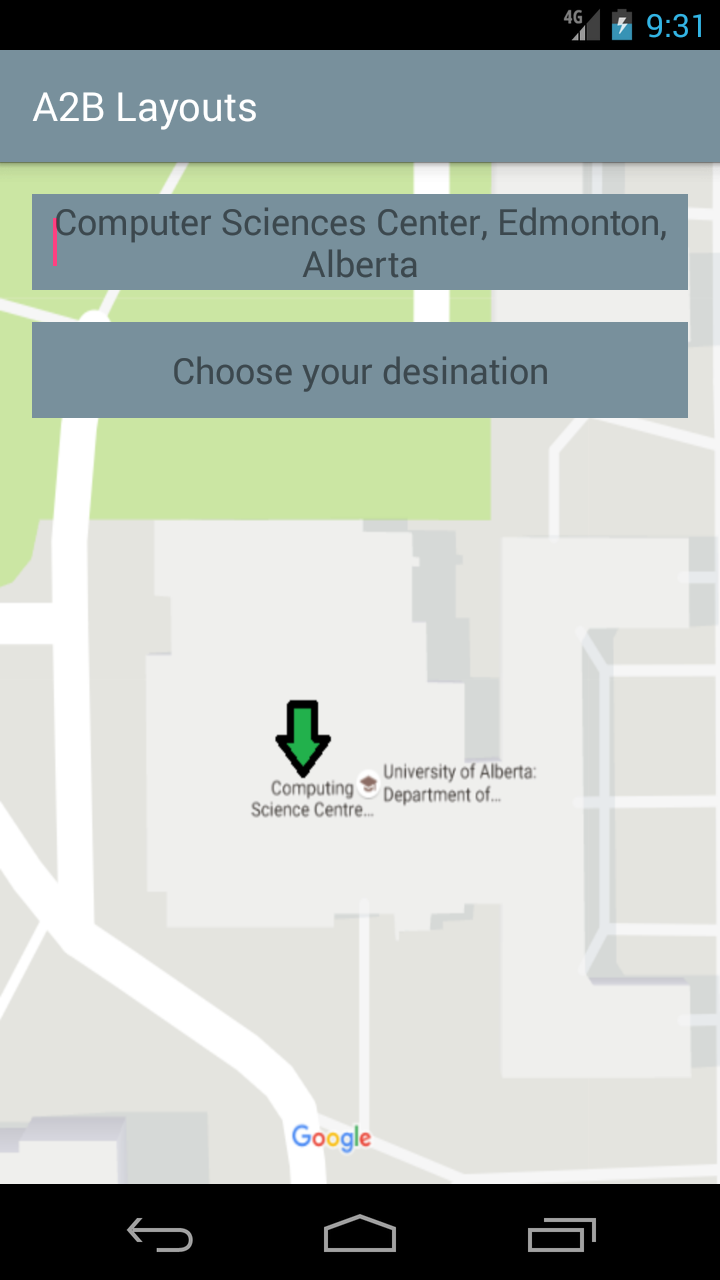 4G 9:31
A2B Layouts
Computer Sciences Center, Edmonton,
Alberta
Choose your desination
University of Alberta:
Department of...
Computing
Science Centre...
Google